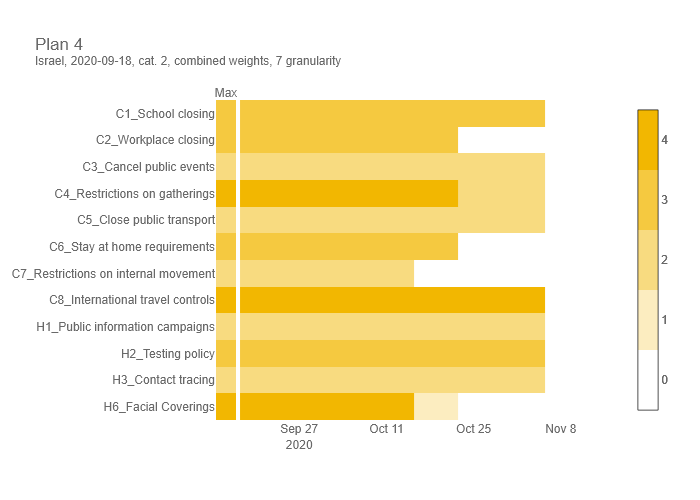 Plan 4
Israel, 2020-09-18, cat. 2, combined weights, 7 granularity
Max
C1_School closing
C2_Workplace closing
C3_Cancel public events
C4_Restrictions on gatherings
C5_Close public transport
C6_Stay at home requirements
C7_Restrictions on internal movement
C8_International travel controls
H1_Public information campaigns
H2_Testing policy
H3_Contact tracing
H6_Facial Coverings
Sep 27 Oct 11 Oct 25 Nov 8
2020
4
3
2
1
0